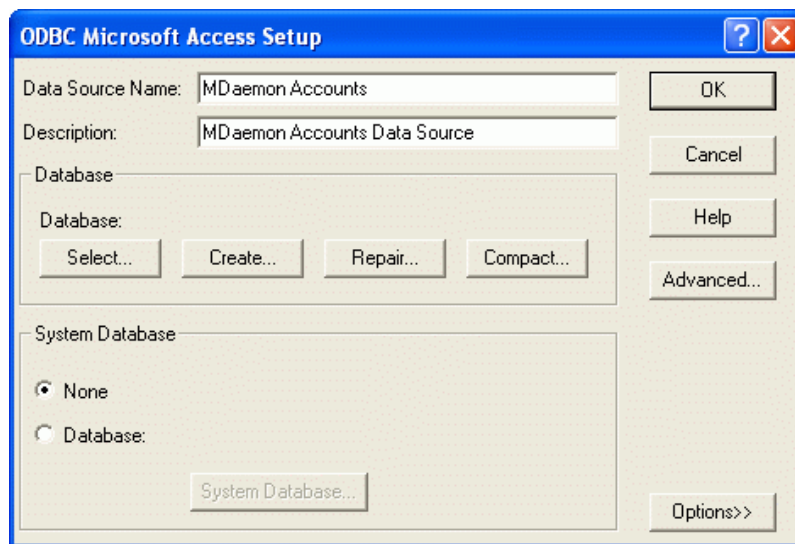 ODBC Microsoft Access Setup
Data Source Name: MDaemon Accounts
OK
Description: MDaemon Accounts Data Source
Cancel
Database
Database:
Help
Select... Create... Repair... Compact...
Advanced...
System Database
None
Database:
System Database...
Options>>